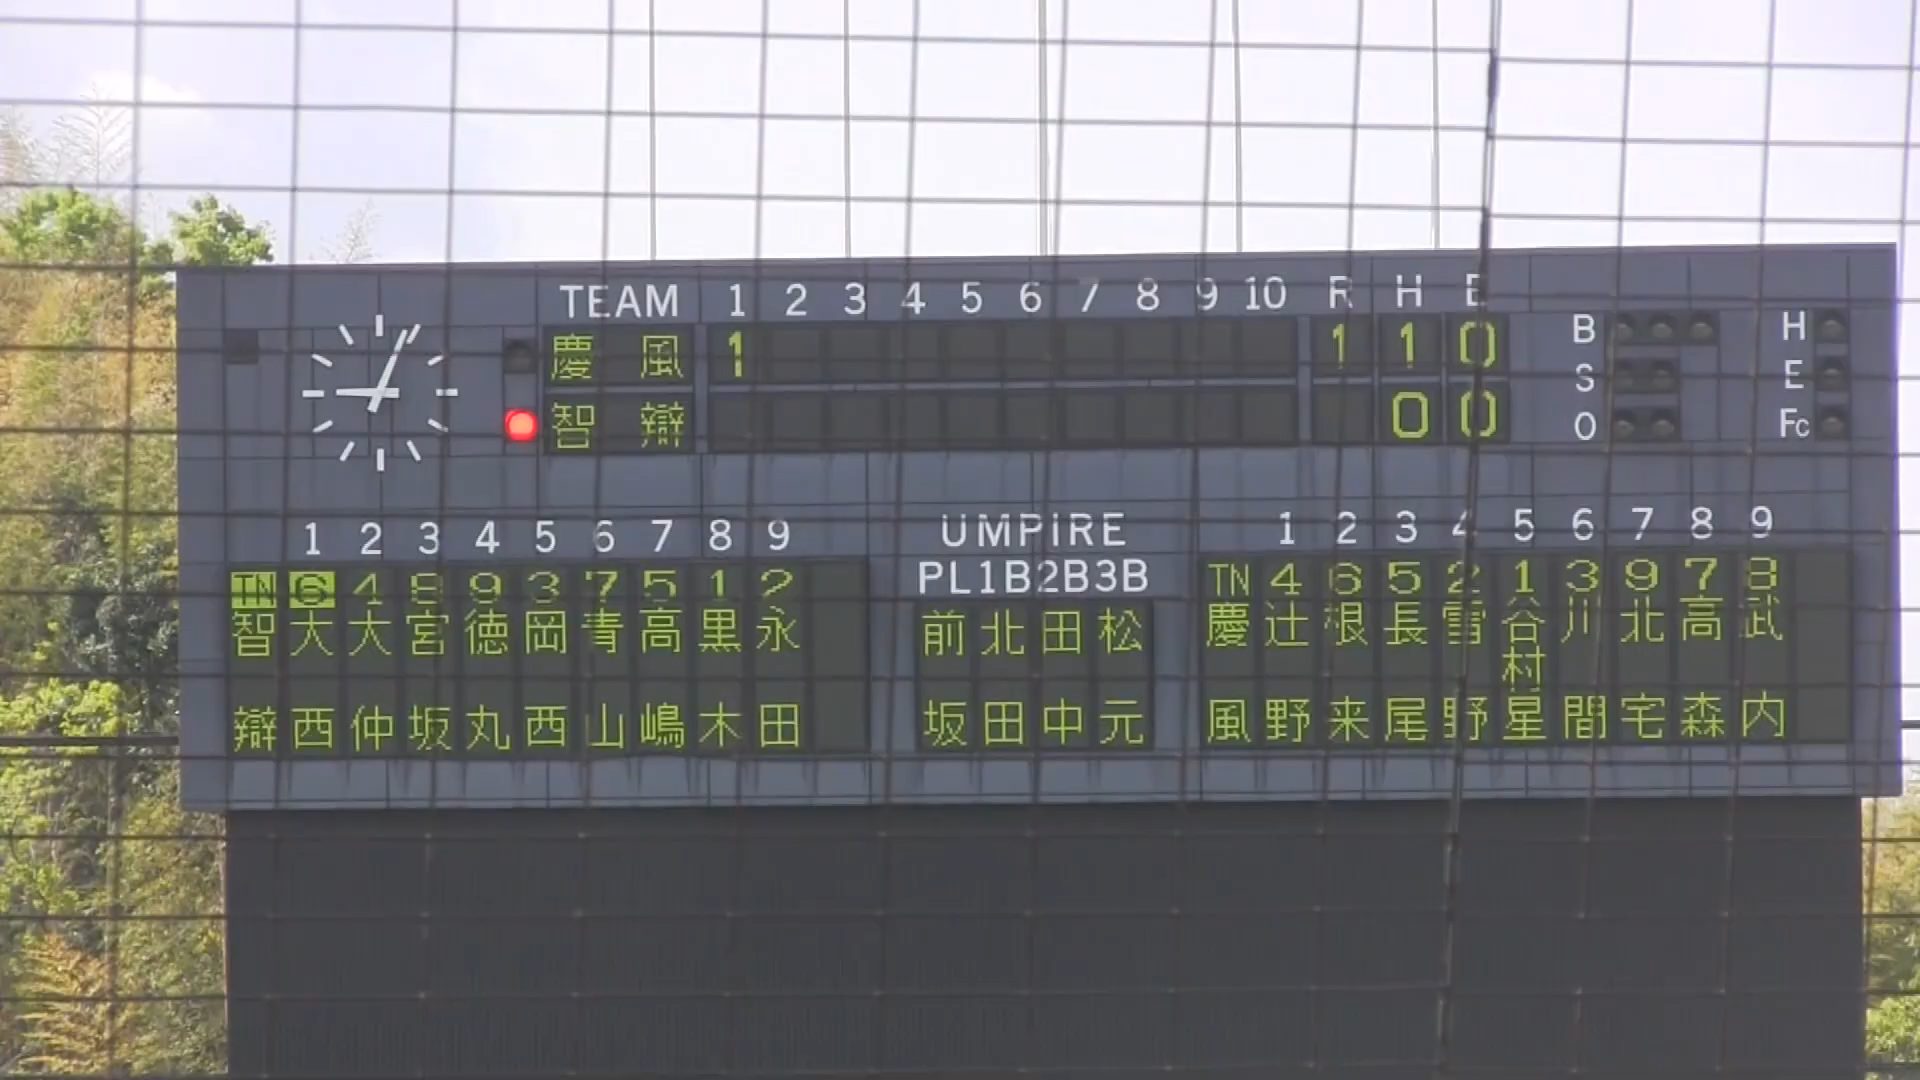 TEAM 1 2 3 4 5 6 7 8 9 10 R H E
慶風 1 1 1 0
智辯 0 0
B H
S E
O Fc
1 2 3 4 5 6 7 8 9
TN 6 4 8 9 3 7 5 1 2
智 大 大 宮 徳 岡 青 高 黒 永
辯 西 仲 坂 丸 西 山 嶋 木 田
UMPIRE
PL 1B 2B 3B
前 北 田 松
坂 田 中 元
1 2 3 4 5 6 7 8 9
TN 4 6 5 2 1 3 9 7 8
慶 辻 根 長 雪 谷 川 北 高 武
村
風 野 来 尾 野 星 間 宅 森 内